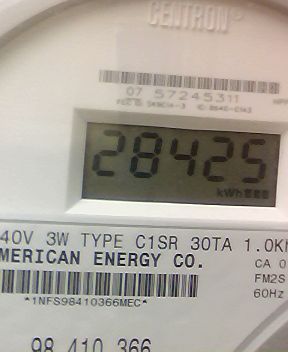 CENTRON®
07 57245311
28425
kWh
40V 3W TYPE C1SR 30TA 1.0K
MERICAN ENERGY CO.
CA 0
FM2S
60Hz
*1NFS98410366MEC*
98 410 366